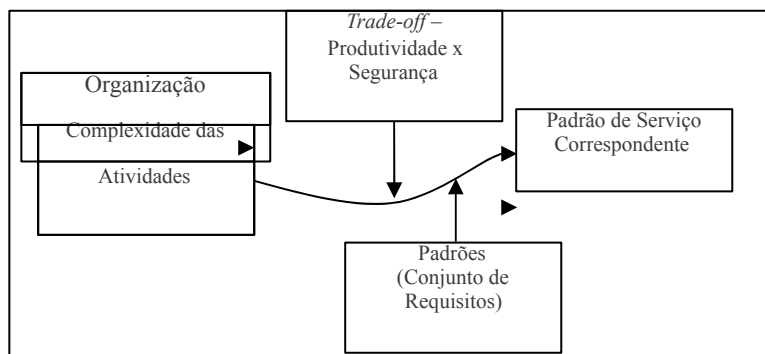 Trade-off –
Produtividade x
Segurança
Organização
Complexidade das
Atividades
Padrão de Serviço
Correspondente
Padrões
(Conjunto de
Requisitos)